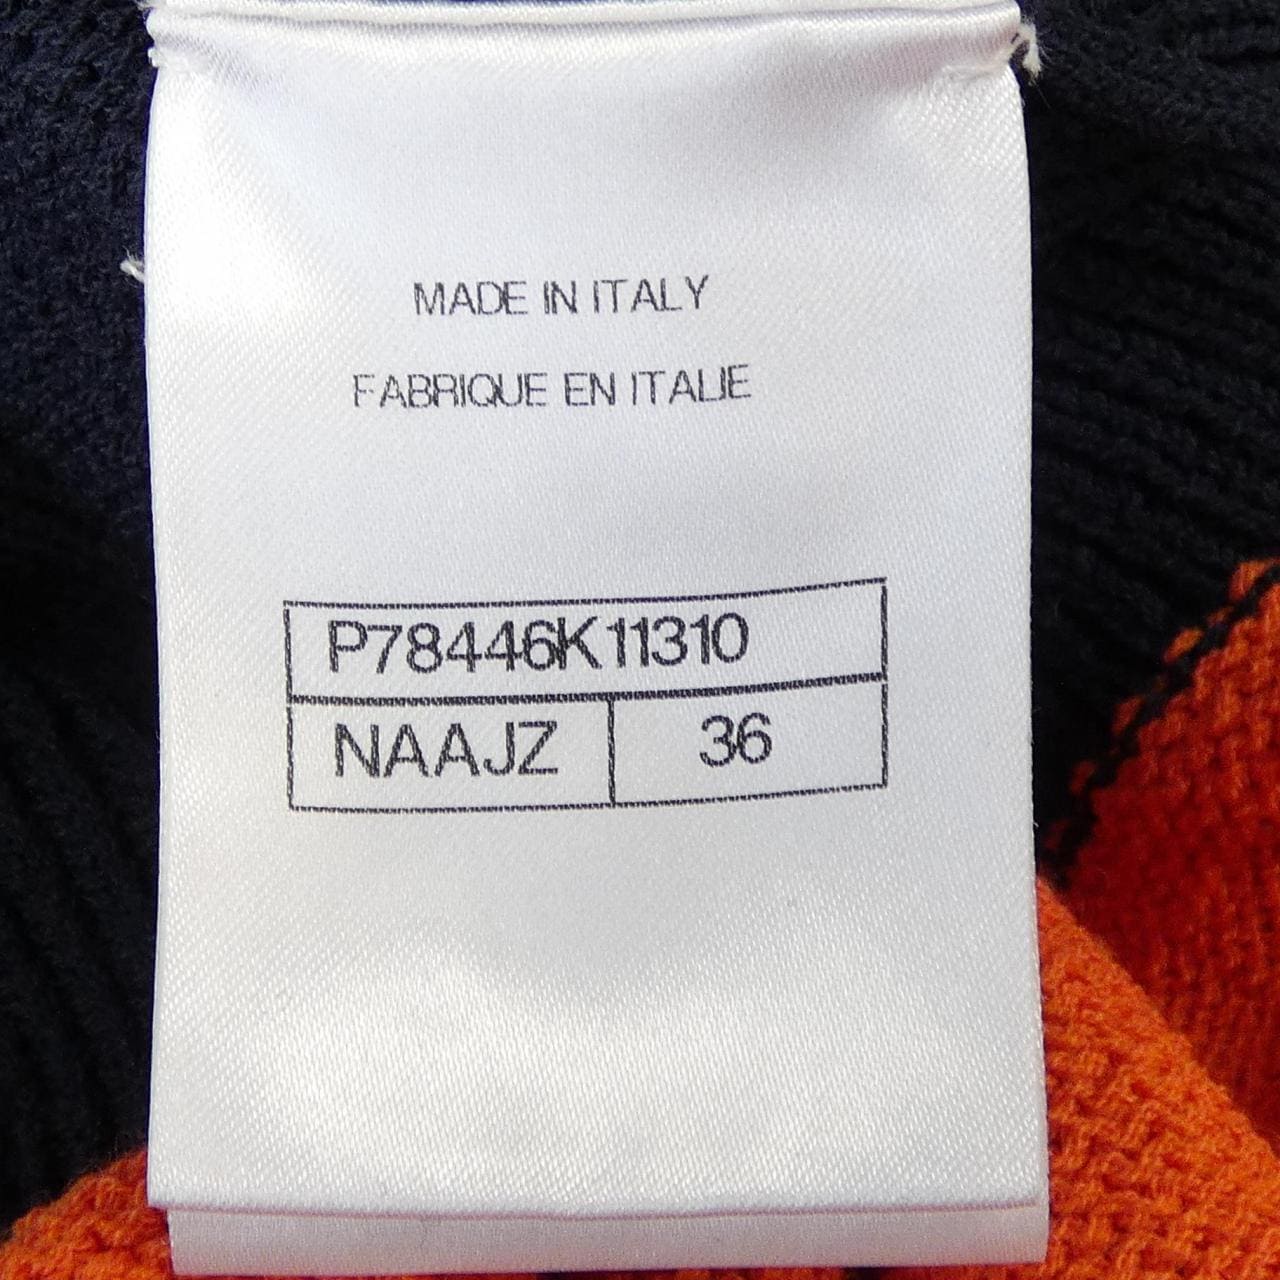 MADE IN ITALY
FABRIQUE EN ITALIE
P78446K11310
NAAJZ 36